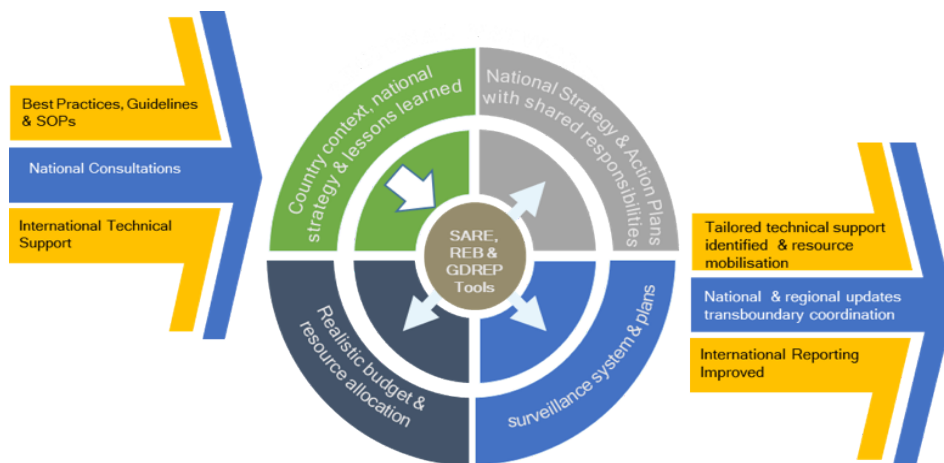 Best Practices, Guidelines
& SOPs
National Consultations
International Technical
Support
Country context, national
strategy & lessons learned
National Strategy & Action Plans
with shared responsibilities
SARE,
REB &
GDREP
Tools
Realistic budget &
resource allocation
surveillance system & plans
Tailored technical support
identified & resource
mobilisation
National & regional updates
transboundary coordination
International Reporting
Improved